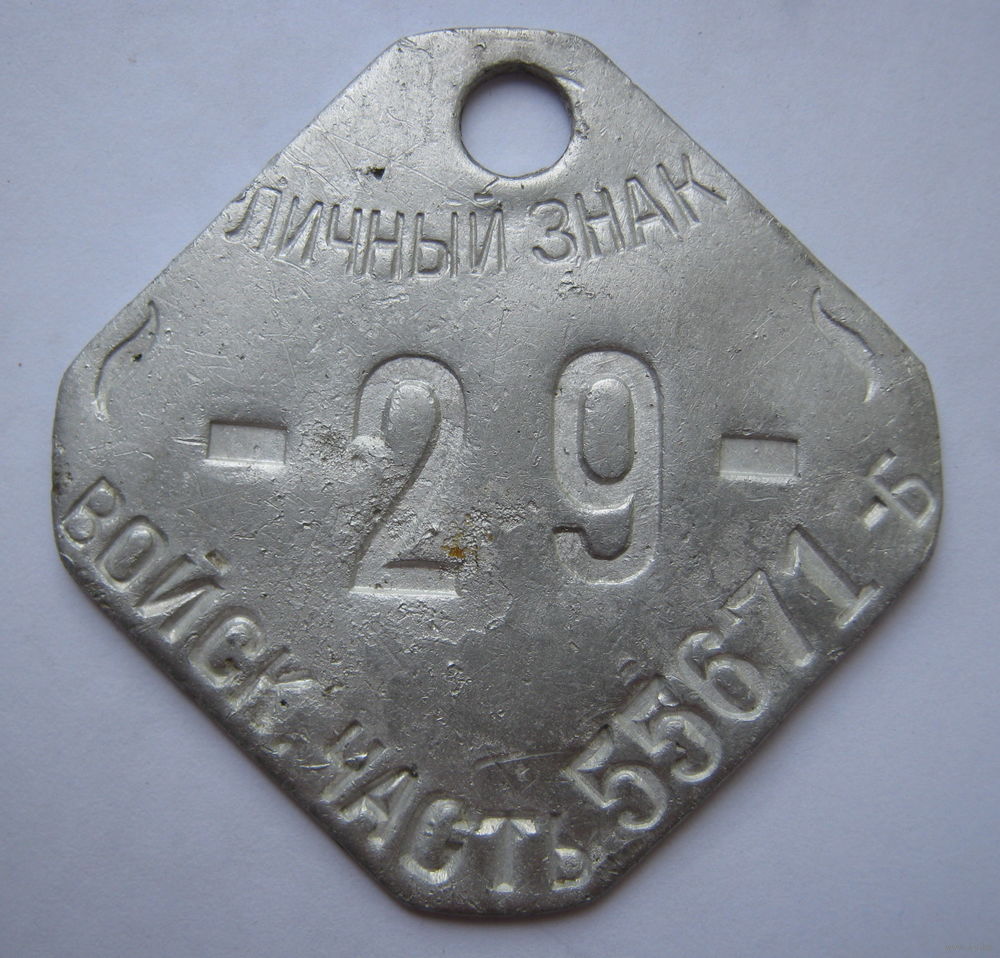 ЛИЧНЫЙ ЗНАК
- 29 -
ВОЙСК. ЧАСТЬ 55671-Б